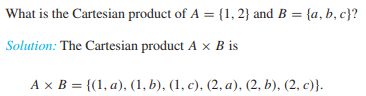 What is the Cartesian product of A = {1, 2} and B = {a, b, c}?
Solution: The Cartesian product A × B is
A × B = {(1, a), (1, b), (1, c), (2, a), (2, b), (2, c)}.